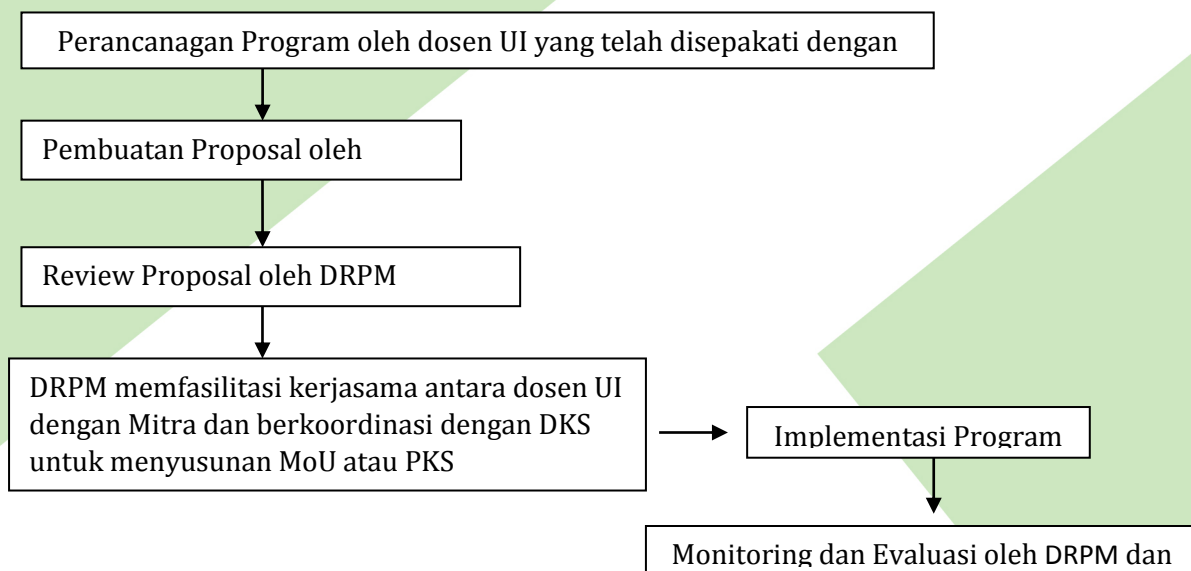 Perancanagan Program oleh dosen UI yang telah disepakati dengan
Pembuatan Proposal oleh
Review Proposal oleh DRPM
DRPM memfasilitasi kerjasama antara dosen UI
dengan Mitra dan berkoordinasi dengan DKS
untuk menyusunan MoU atau PKS
Implementasi Program
Monitoring dan Evaluasi oleh DRPM dan